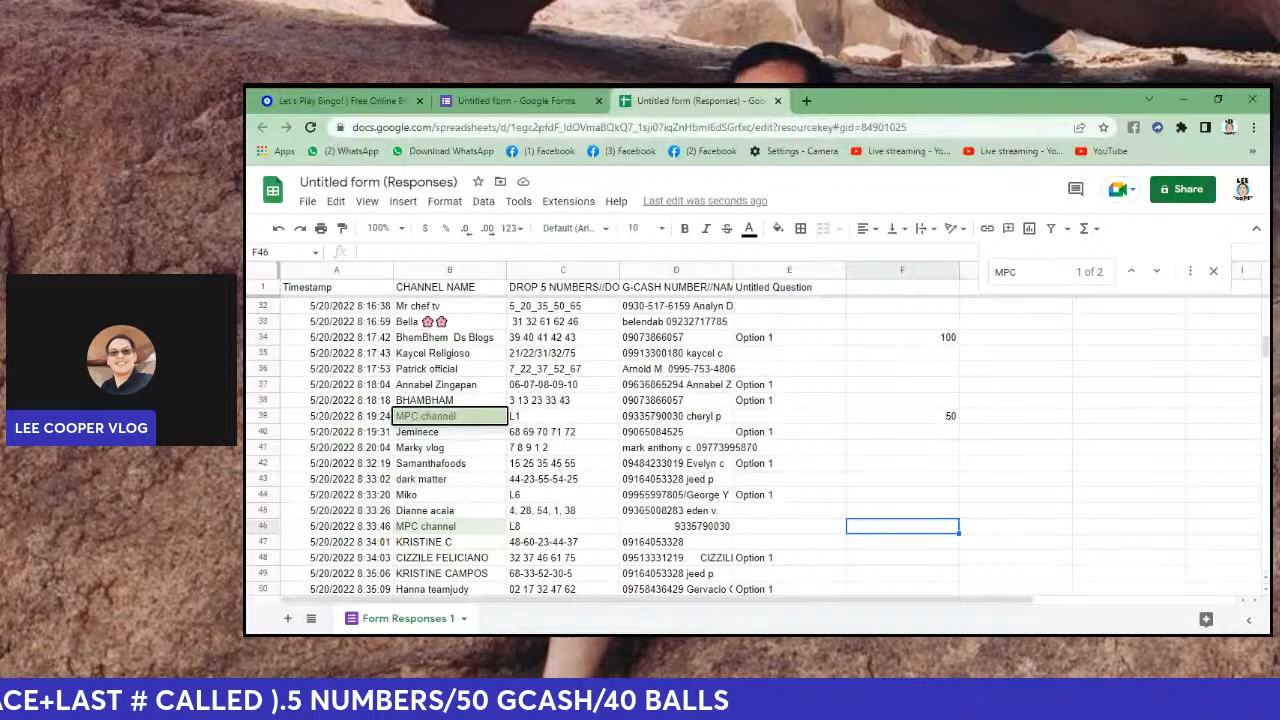 Let's Play Bingo! | Free Online B
Untitled form - Google Forms
Untitled form (Responses) - Goo
docs.google.com/spreadsheets/d/1egc2pfdF_IdOVmaBQkQ7_1sji07iqZnHbmI6dSGrfxc/edit?resourcekey#gid=84901025
Apps (2) WhatsApp Download WhatsApp (1) Facebook (3) Facebook (2) Facebook Settings - Camera Live streaming - Yo... Live streaming - Yo... YouTube
Untitled form (Responses)
Share
File Edit View Insert Format Data Tools Extensions Help Last edit was seconds ago
100% $ % .0 .00 123 Default (Ari... 10 B I S A
F46 fx
MPC 1 of 2
A B C D E F I
1 Timestamp CHANNEL NAME DROP 5 NUMBERS//DO G-CASH NUMBER//NAM Untitled Question
32 5/20/2022 8:16:38 Mr chef tv 5_20_35_50_65 0930-517-6159 Analyn D
33 5/20/2022 8:16:59 Bella 🌸🌸 31 32 61 62 46 belendab 09232717785
34 5/20/2022 8:17:43 BhemBhem Ds Blogs 39 40 41 42 43 09073866057 Option 1 100
35 5/20/2022 8:17:43 Kaycel Religioso 21/22/31/32/75 09913300180 kaycel c
36 5/20/2022 8:17:53 Patrick official 7_22_37_52_67 Arnold M. 0995-753-4806
37 5/20/2022 8:18:04 Annabel Zingapan 06-07-08-09-10 09636865294 Annabel Z Option 1
38 5/20/2022 8:18:18 BHAMBHAM 3 13 23 33 43 09073866057 Option 1
39 5/20/2022 8:19:24 MPC channel L1 09335790030 cheryl p 50
40 5/20/2022 8:19:31 Jeminece 68 69 70 71 72 09065084525 Option 1
41 5/20/2022 8:20:04 Marky vlog 7 8 9 1 2 mark anthony c .09773995870
42 5/20/2022 8:32:19 Samanthafoods 15 25 35 45 55 09484233019 Evelyn c Option 1
43 5/20/2022 8:33:02 dark matter 44-23-55-54-25 09164053328 jeed p
44 5/20/2022 8:33:20 Miko L6 09955997805/George Y Option 1
45 5/20/2022 8:33:26 Dianne acala 4, 28, 54, 1, 38 09365008283 eden v.
46 5/20/2022 8:33:46 MPC channel L8 9335790030
47 5/20/2022 8:34:01 KRISTINE C 48-60-23-44-37 09164053328
48 5/20/2022 8:34:03 CIZZILE FELICIANO 32 37 46 61 75 09513331219. CIZZILI Option 1
49 5/20/2022 8:35:06 KRISTINE CAMPOS 68-33-52-30-5 09164053328 jeed p
50 5/20/2022 8:35:09 Hanna teamjudy 02 17 32 47 62 09758436429 Gervacio ( Option 1
Form Responses 1
LEE COOPER VLOG
ACE+LAST # CALLED ).5 NUMBERS/50 GCASH/40 BALLS